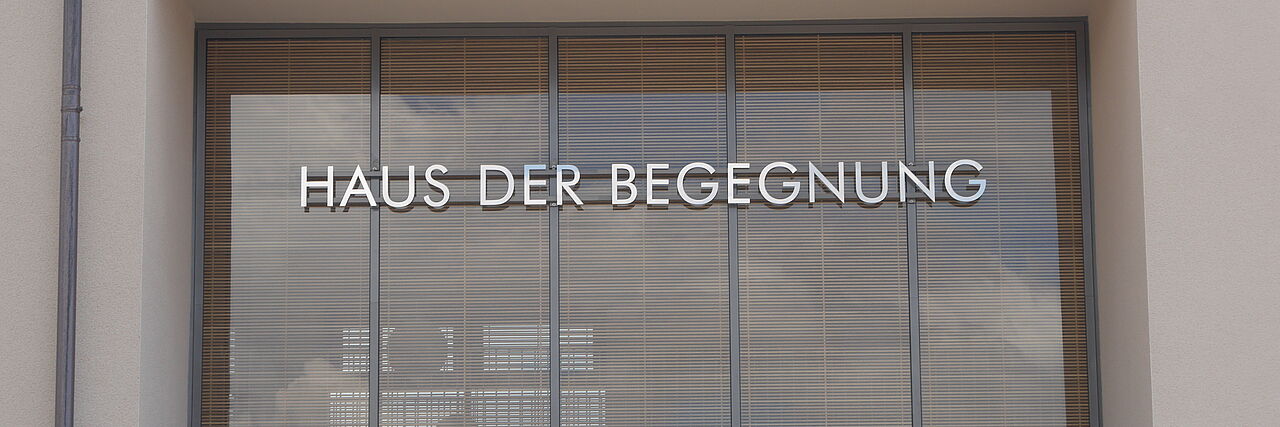 HAUS DER BEGEGNUNG